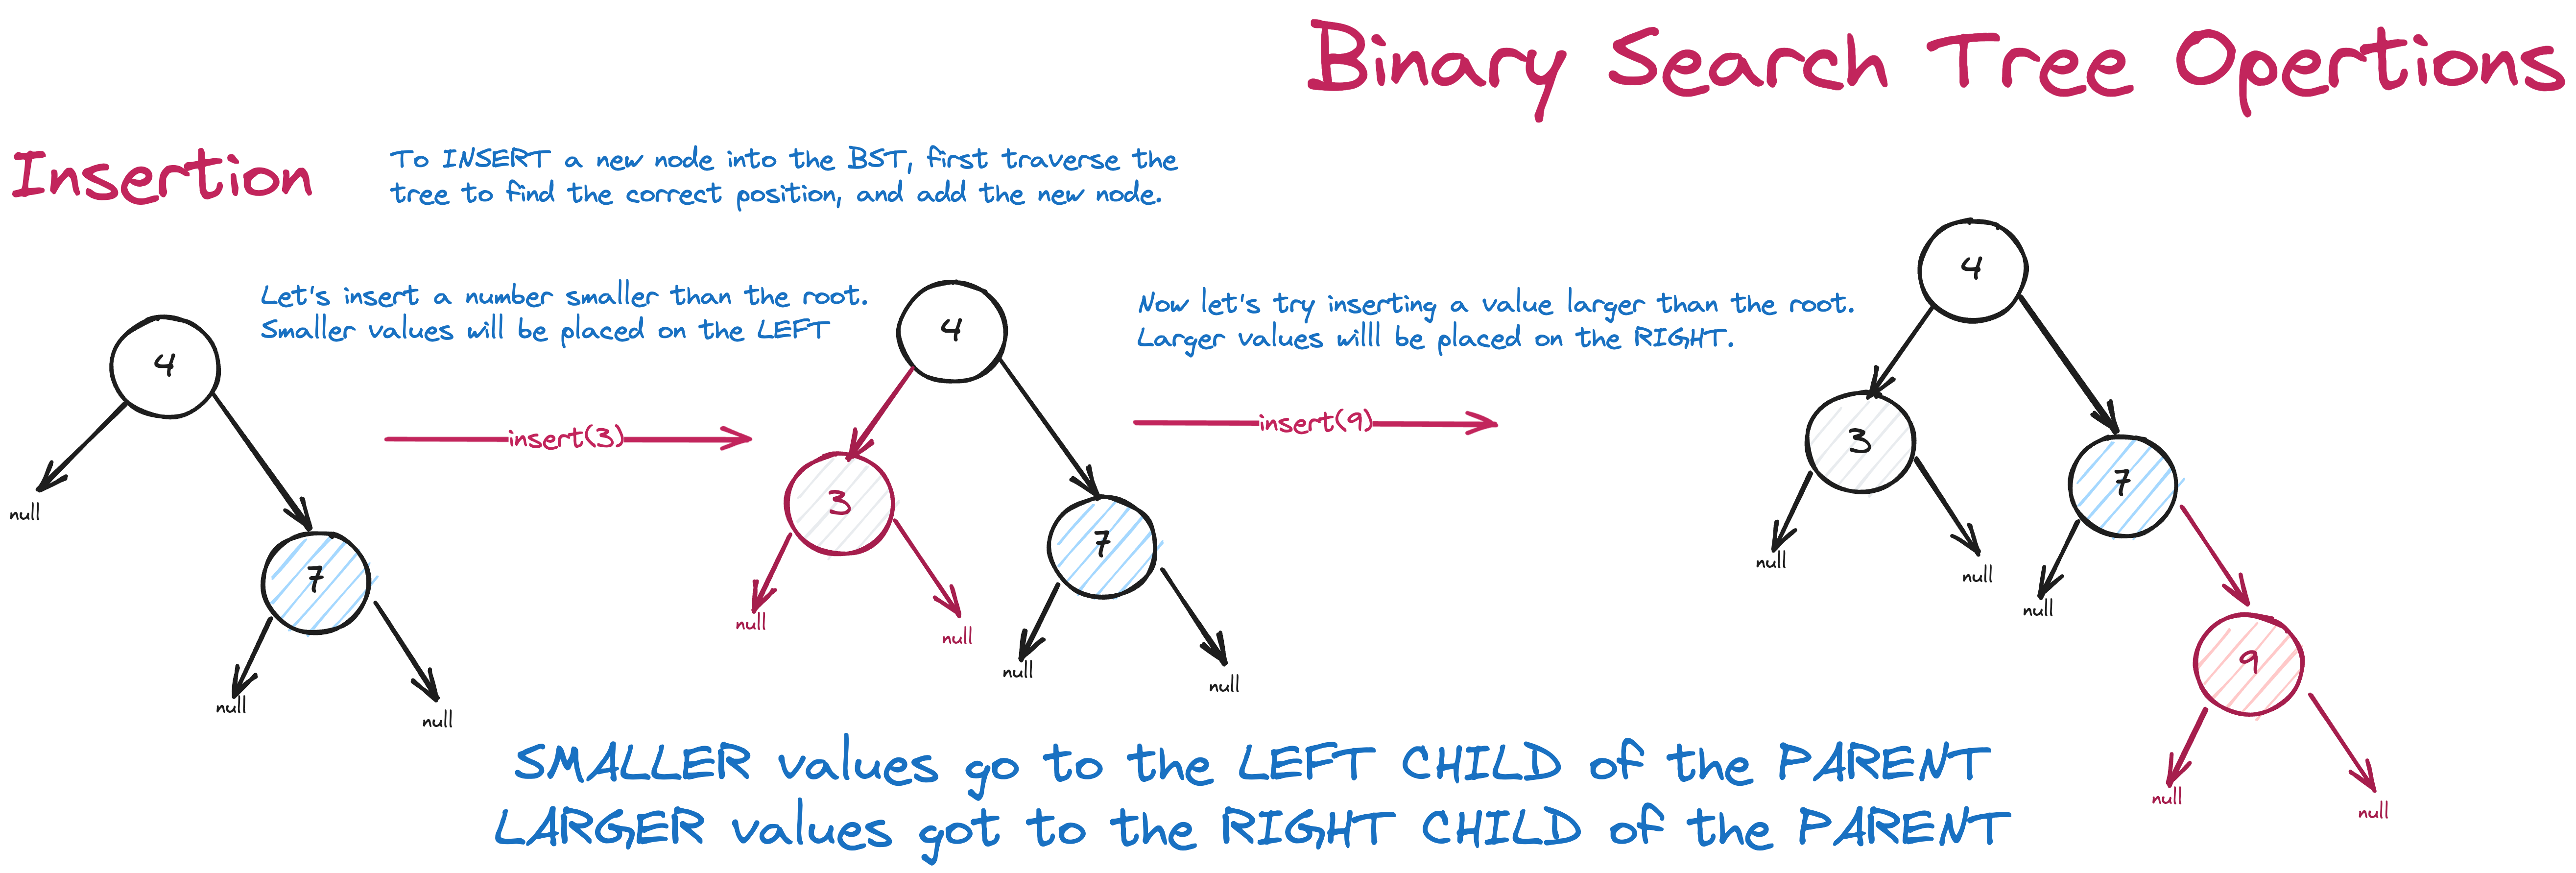 Binary Search Tree Opertions
Insertion
To INSERT a new node into the BST, first traverse the
tree to find the correct position, and add the new node.
Let's insert a number smaller than the root.
Smaller values will be placed on the LEFT
4
null
7
null
null
insert(3)
4
3
null
null
7
null
null
Now let's try inserting a value larger than the root.
Larger values willl be placed on the RIGHT.
insert(9)
4
3
null
null
7
null
9
null
null
SMALLER values go to the LEFT CHILD of the PARENT
LARGER values got to the RIGHT CHILD of the PARENT